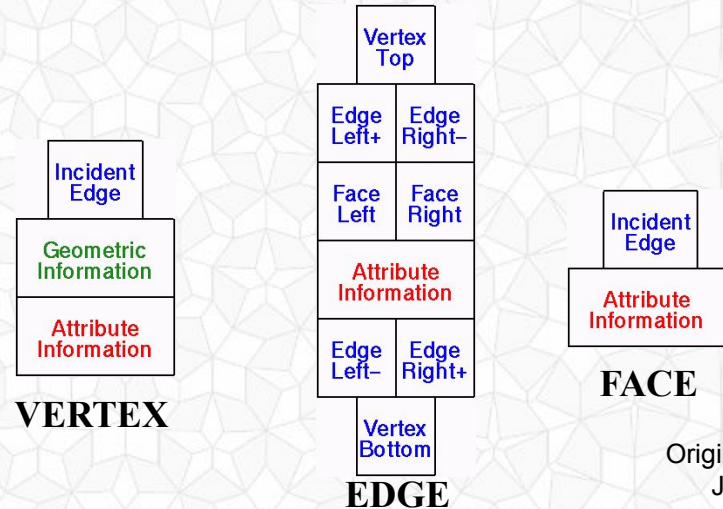 Incident
Edge
Geometric
Information
Attribute
Information
VERTEX
Vertex
Top
Edge
Left+
Edge
Right–
Face
Left
Face
Right
Attribute
Information
Edge
Left–
Edge
Right+
Vertex
Bottom
EDGE
Incident
Edge
Attribute
Information
FACE